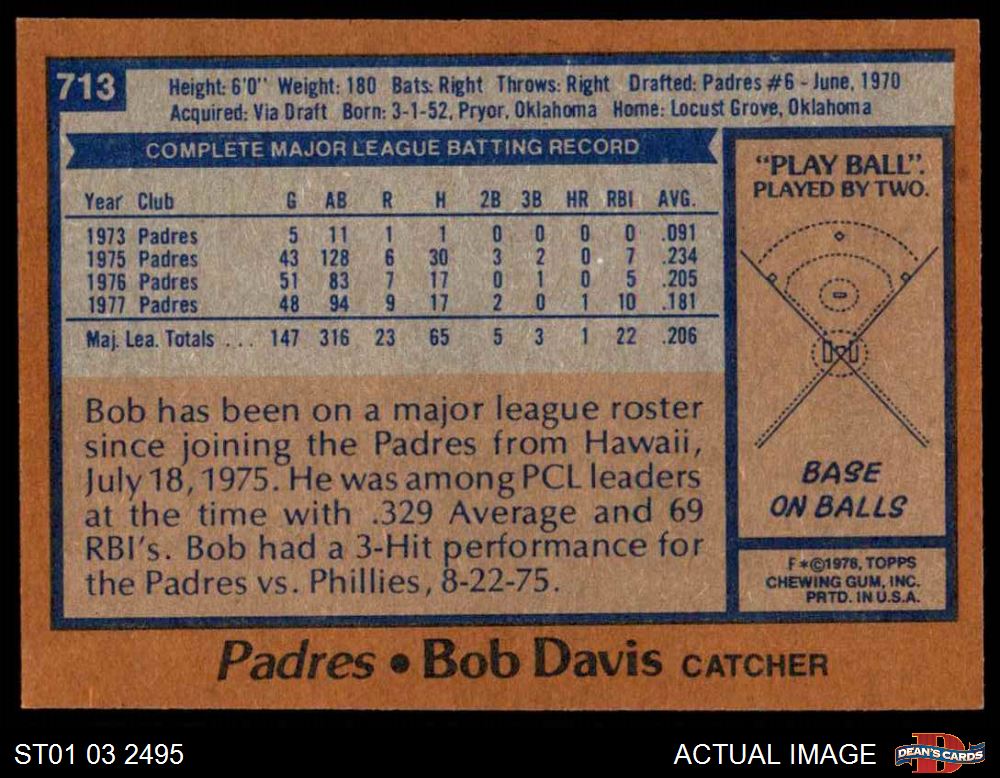 713
Height: 6'0" Weight: 180 Bats: Right Throws: Right Drafted: Padres #6 - June, 1970
Acquired: Via Draft Born: 3-1-52, Pryor, Oklahoma Home: Locust Grove, Oklahoma
COMPLETE MAJOR LEAGUE BATTING RECORD
Year Club G AB R H 2B 3B HR RBI AVG.
1973 Padres 5 11 1 1 0 0 0 0 .091
1975 Padres 43 128 6 30 3 2 0 7 .234
1976 Padres 51 83 7 17 0 1 0 5 .205
1977 Padres 48 94 9 17 2 0 1 10 .181
Maj. Lea. Totals ... 147 316 23 65 5 3 1 22 .206
Bob has been on a major league roster
since joining the Padres from Hawaii,
July 18, 1975. He was among PCL leaders
at the time with .329 Average and 69
RBI's. Bob had a 3-Hit performance for
the Padres vs. Phillies, 8-22-75.
"PLAY BALL".
PLAYED BY TWO.
BASE
ON BALLS
F*©1978, TOPPS
CHEWING GUM, INC.
PRTD. IN U.S.A.
Padres • Bob Davis CATCHER
ST01 03 2495
ACTUAL IMAGE
DEAN'S CARDS